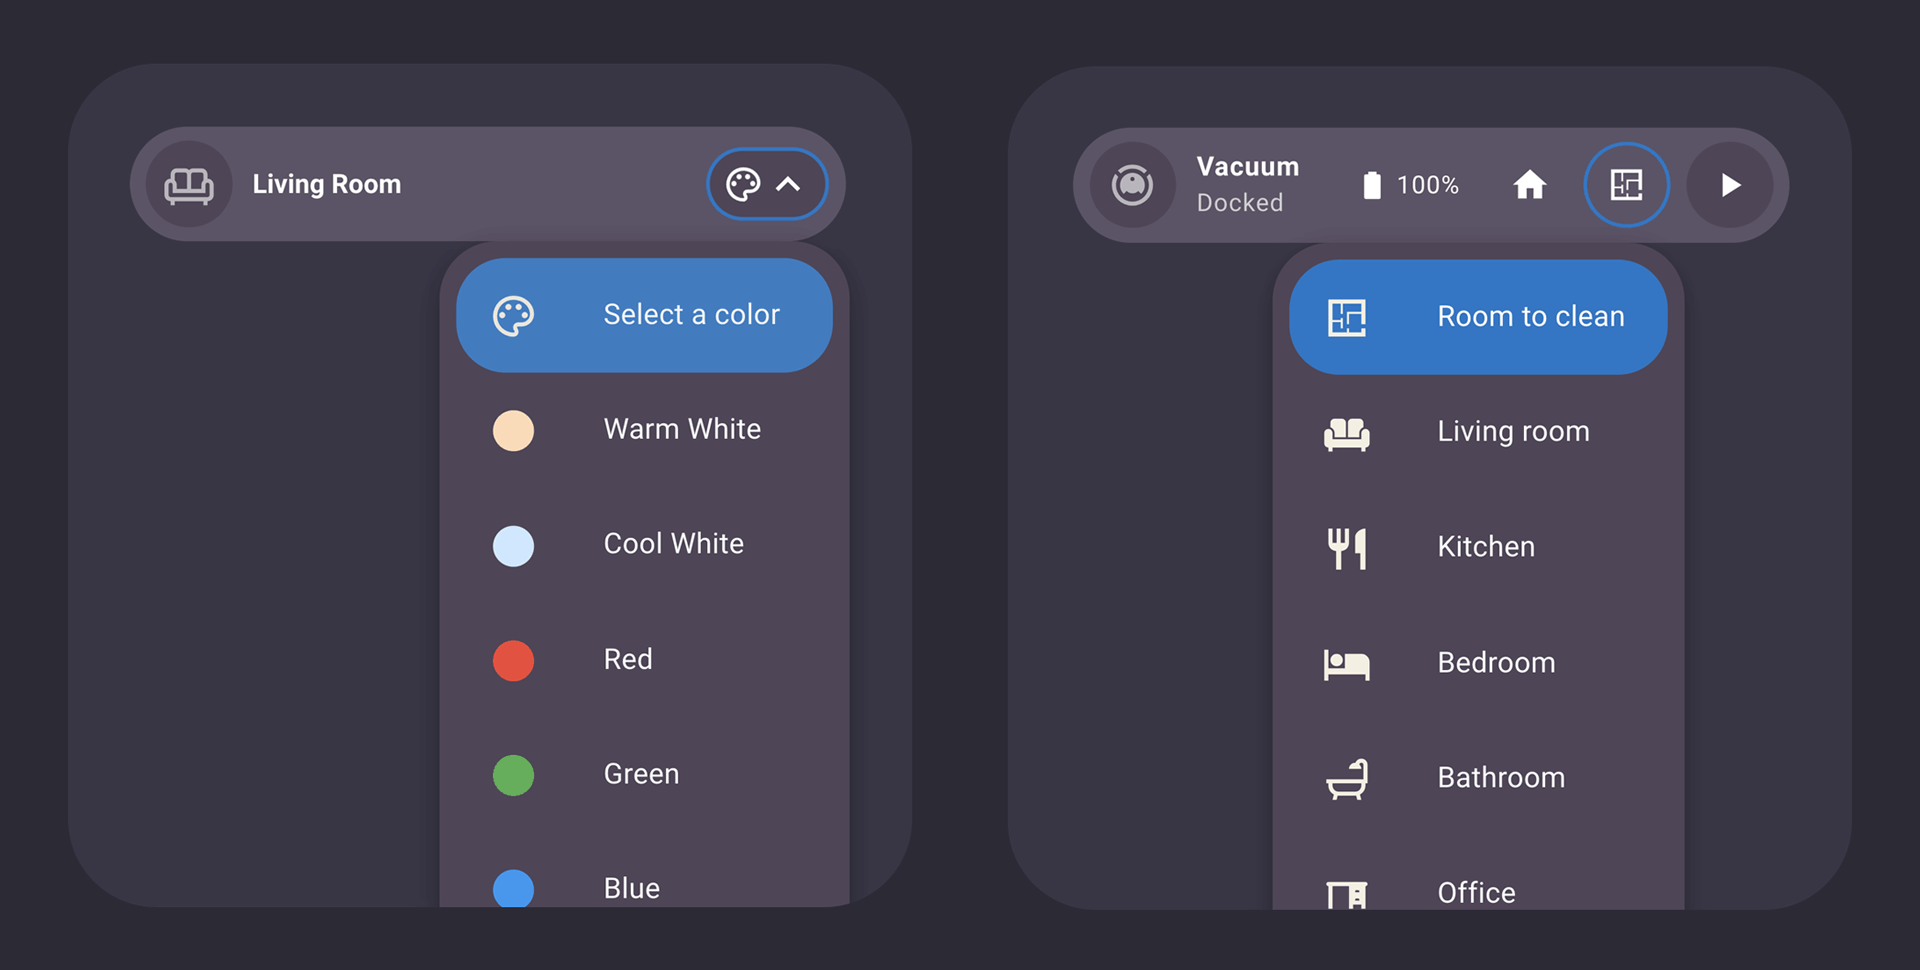 Living Room
Select a color
Warm White
Cool White
Red
Green
Blue
Vacuum
Docked
100%
Room to clean
Living room
Kitchen
Bedroom
Bathroom
Office